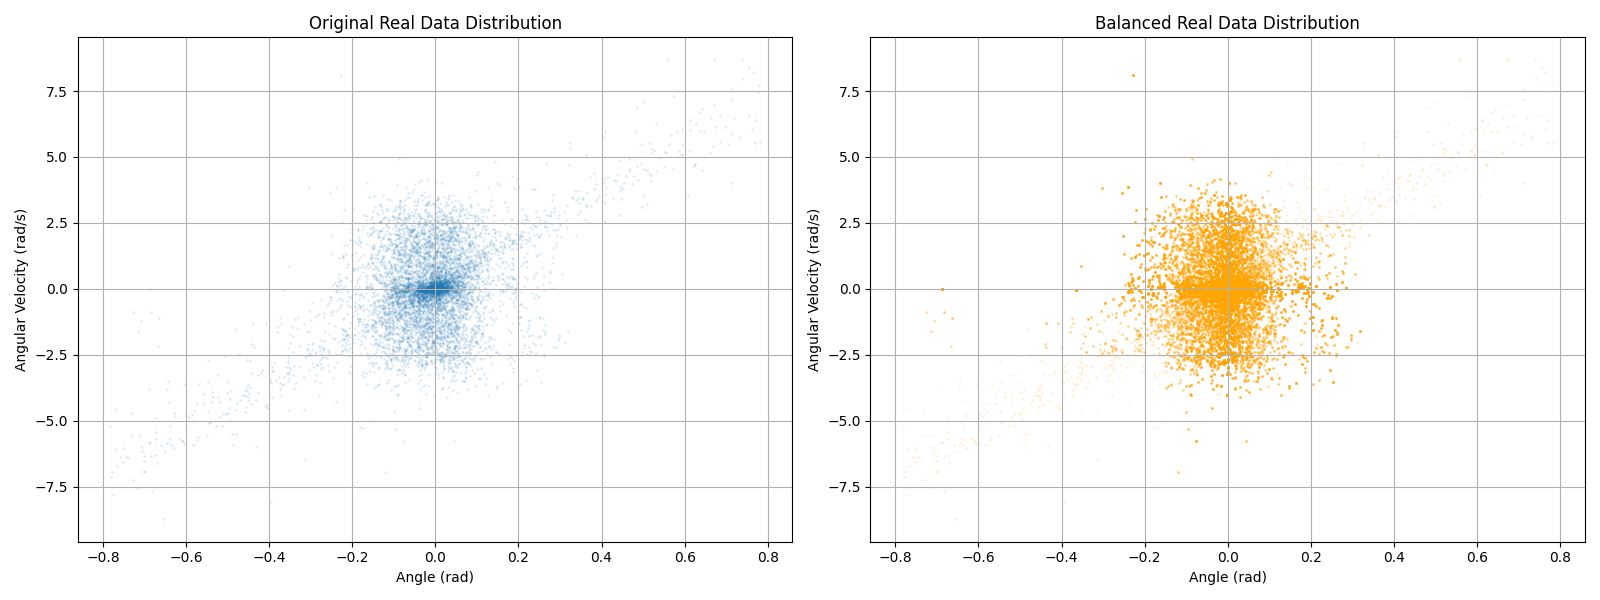 Original Real Data Distribution
7.5
5.0
2.5
0.0
−2.5
−5.0
−7.5
Angular Velocity (rad/s)
−0.8 −0.6 −0.4 −0.2 0.0 0.2 0.4 0.6 0.8
Angle (rad)
Balanced Real Data Distribution
7.5
5.0
2.5
0.0
−2.5
−5.0
−7.5
Angular Velocity (rad/s)
−0.8 −0.6 −0.4 −0.2 0.0 0.2 0.4 0.6 0.8
Angle (rad)